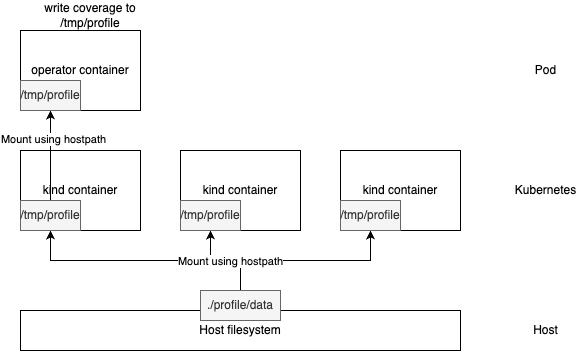 write coverage to
/tmp/profile
operator container
Pod
/tmp/profile
Mount using hostpath
kind container
kind container
kind container
Kubernetes
/tmp/profile
/tmp/profile
/tmp/profile
Mount using hostpath
./profile/data
Host filesystem
Host